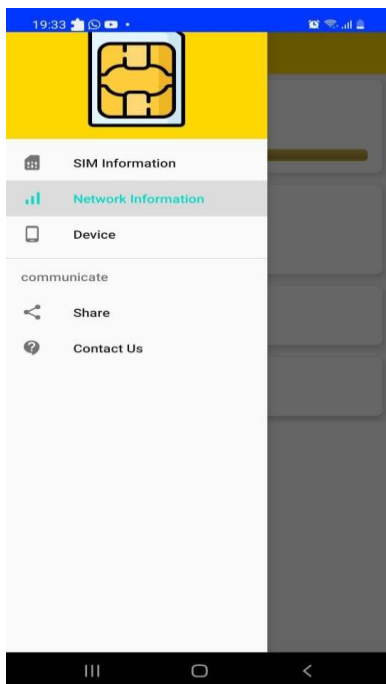 19:33
SIM Information
Network Information
Device
communicate
Share
Contact Us